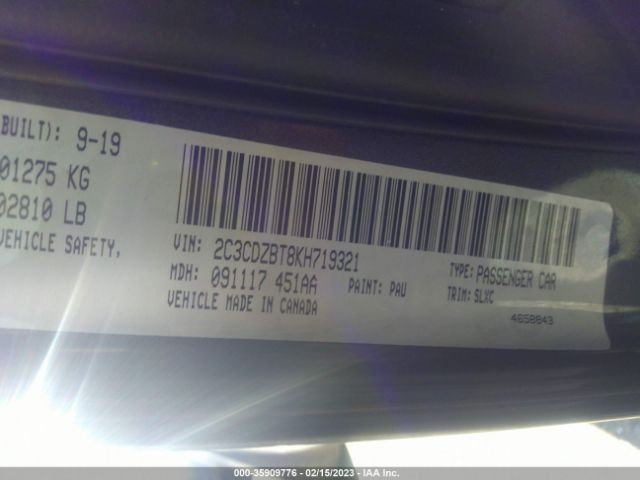 BUILT): 9-19
01275 KG
02810 LB
VEHICLE SAFETY,
VIN: 2C3CDZBT8KH719321
MDH: 091117 451AA
PAINT: PAU
TYPE: PASSENGER CAR
TRIM: SLXC
VEHICLE MADE IN CANADA
4658843
000-35909776 - 02/15/2023 - IAA Inc.